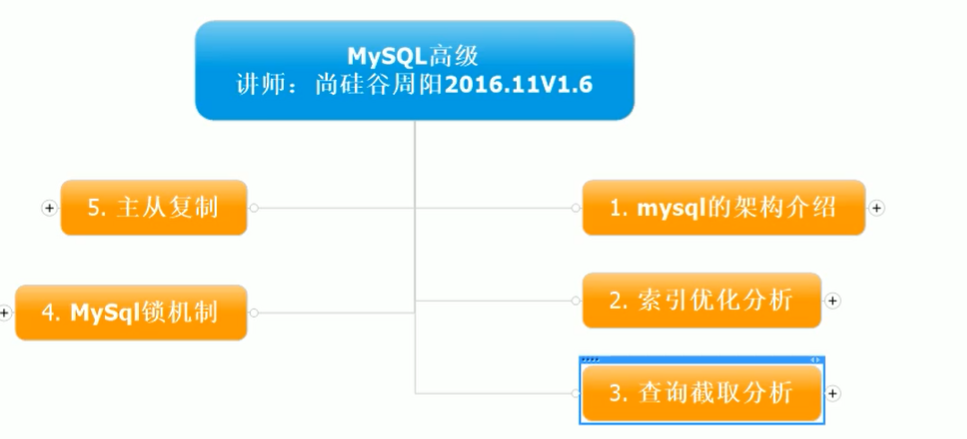 MySQL高级
讲师：尚硅谷周阳2016.11V1.6
5. 主从复制
1. mysql的架构介绍
4. MySql锁机制
2. 索引优化分析
3. 查询截取分析